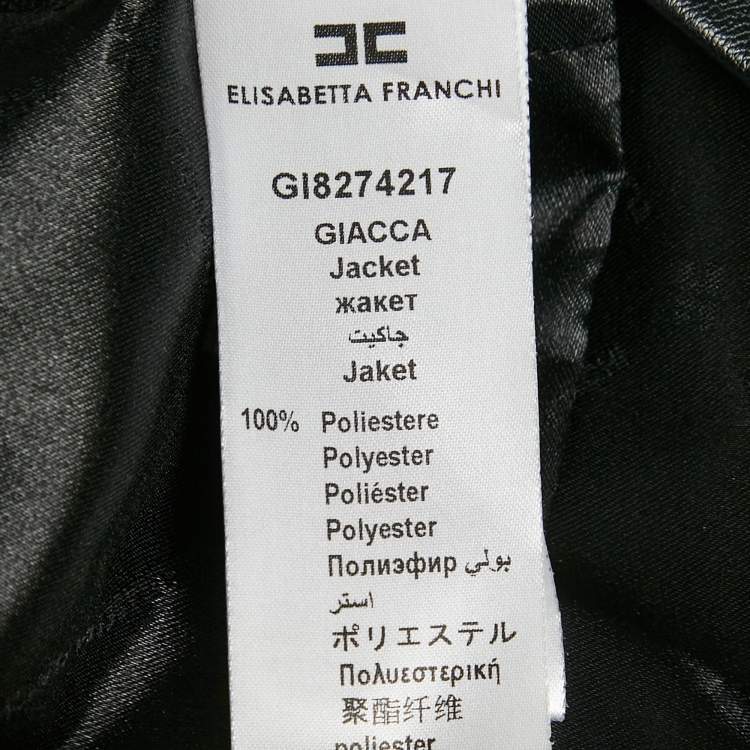 ELISABETTA FRANCHI
GI8274217
GIACCA
Jacket
жакет
جاكيت
Jaket
100% Poliestere
Polyester
Poliéster
Polyester
Полиэфир بولي
استر
ポリエステル
Πολυεστερική
聚酯纤维
poliester